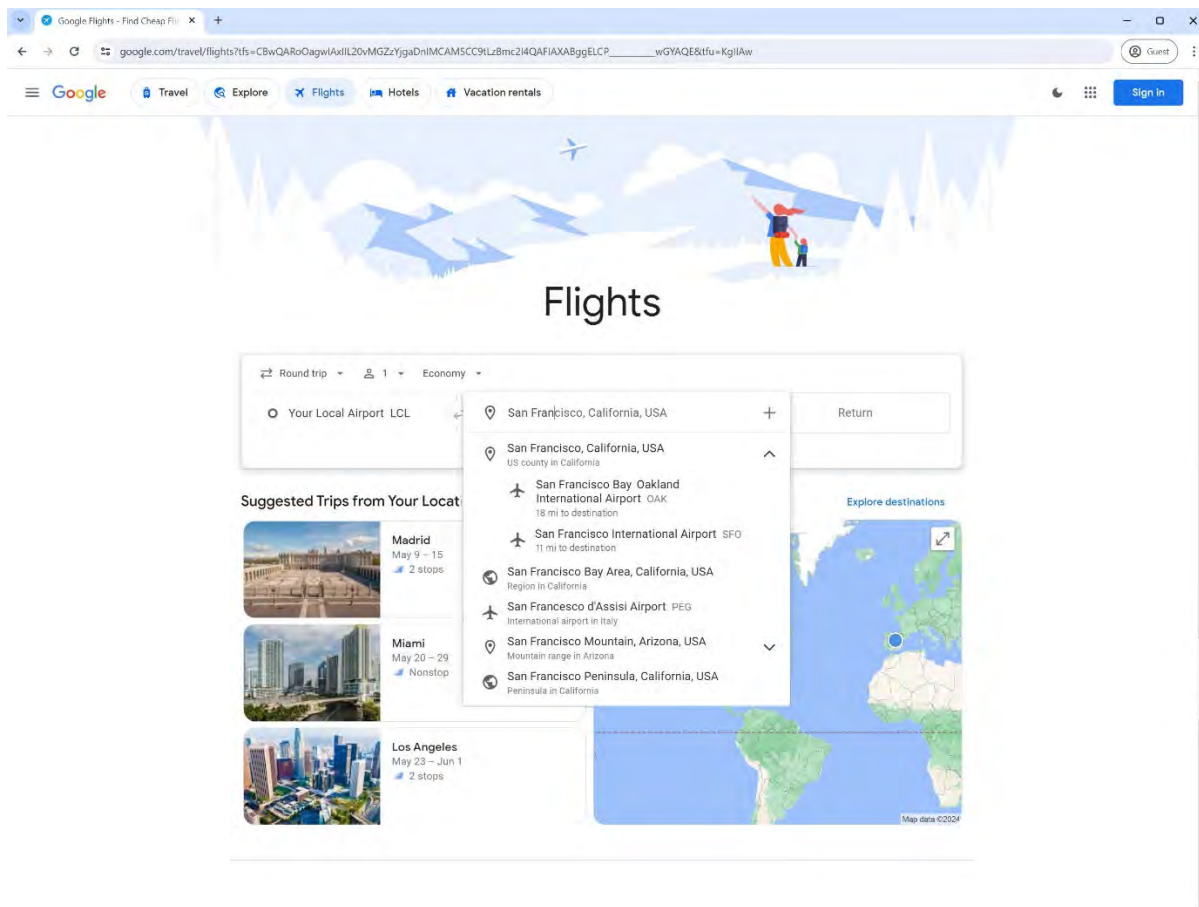 Google Flights - Find Cheap Fli
google.com/travel/flights?tfs=CBwQARoOagwIAxIIL20vMGZzYjgaDnIMCAMSCC9tLzBmc2I4QAFIAXABggELCP_________wGYAQE&tfu=KgIIAw
Guest
Google
Travel
Explore
Flights
Hotels
Vacation rentals
Sign in
Flights
Round trip
1
Economy
Your Local Airport LCL
San Francisco, California, USA
Return
San Francisco, California, USA
US county in California
San Francisco Bay Oakland
International Airport OAK
18 mi to destination
San Francisco International Airport SFO
11 mi to destination
San Francisco Bay Area, California, USA
Region in California
San Francesco d'Assisi Airport PEG
International airport in Italy
San Francisco Mountain, Arizona, USA
Mountain range in Arizona
San Francisco Peninsula, California, USA
Peninsula in California
Suggested Trips from Your Locat
Explore destinations
Madrid
May 9 – 15
2 stops
Miami
May 20 – 29
Nonstop
Los Angeles
May 23 – Jun 1
2 stops
Map data ©2024